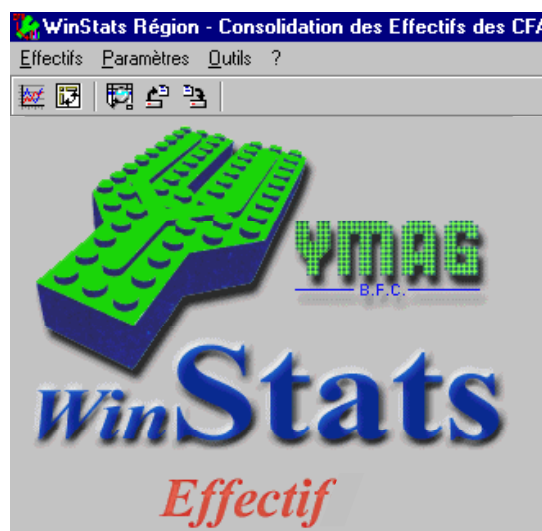 WinStats Région - Consolidation des Effectifs des CFA
Effectifs Paramètres Outils ?
YMAG
B.F.C.
WinStats
Effectif